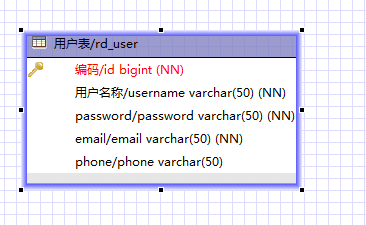 用户表/rd_user
编码/id bigint (NN)
用户名称/username varchar(50) (NN)
password/password varchar(50) (NN)
email/email varchar(50) (NN)
phone/phone varchar(50)